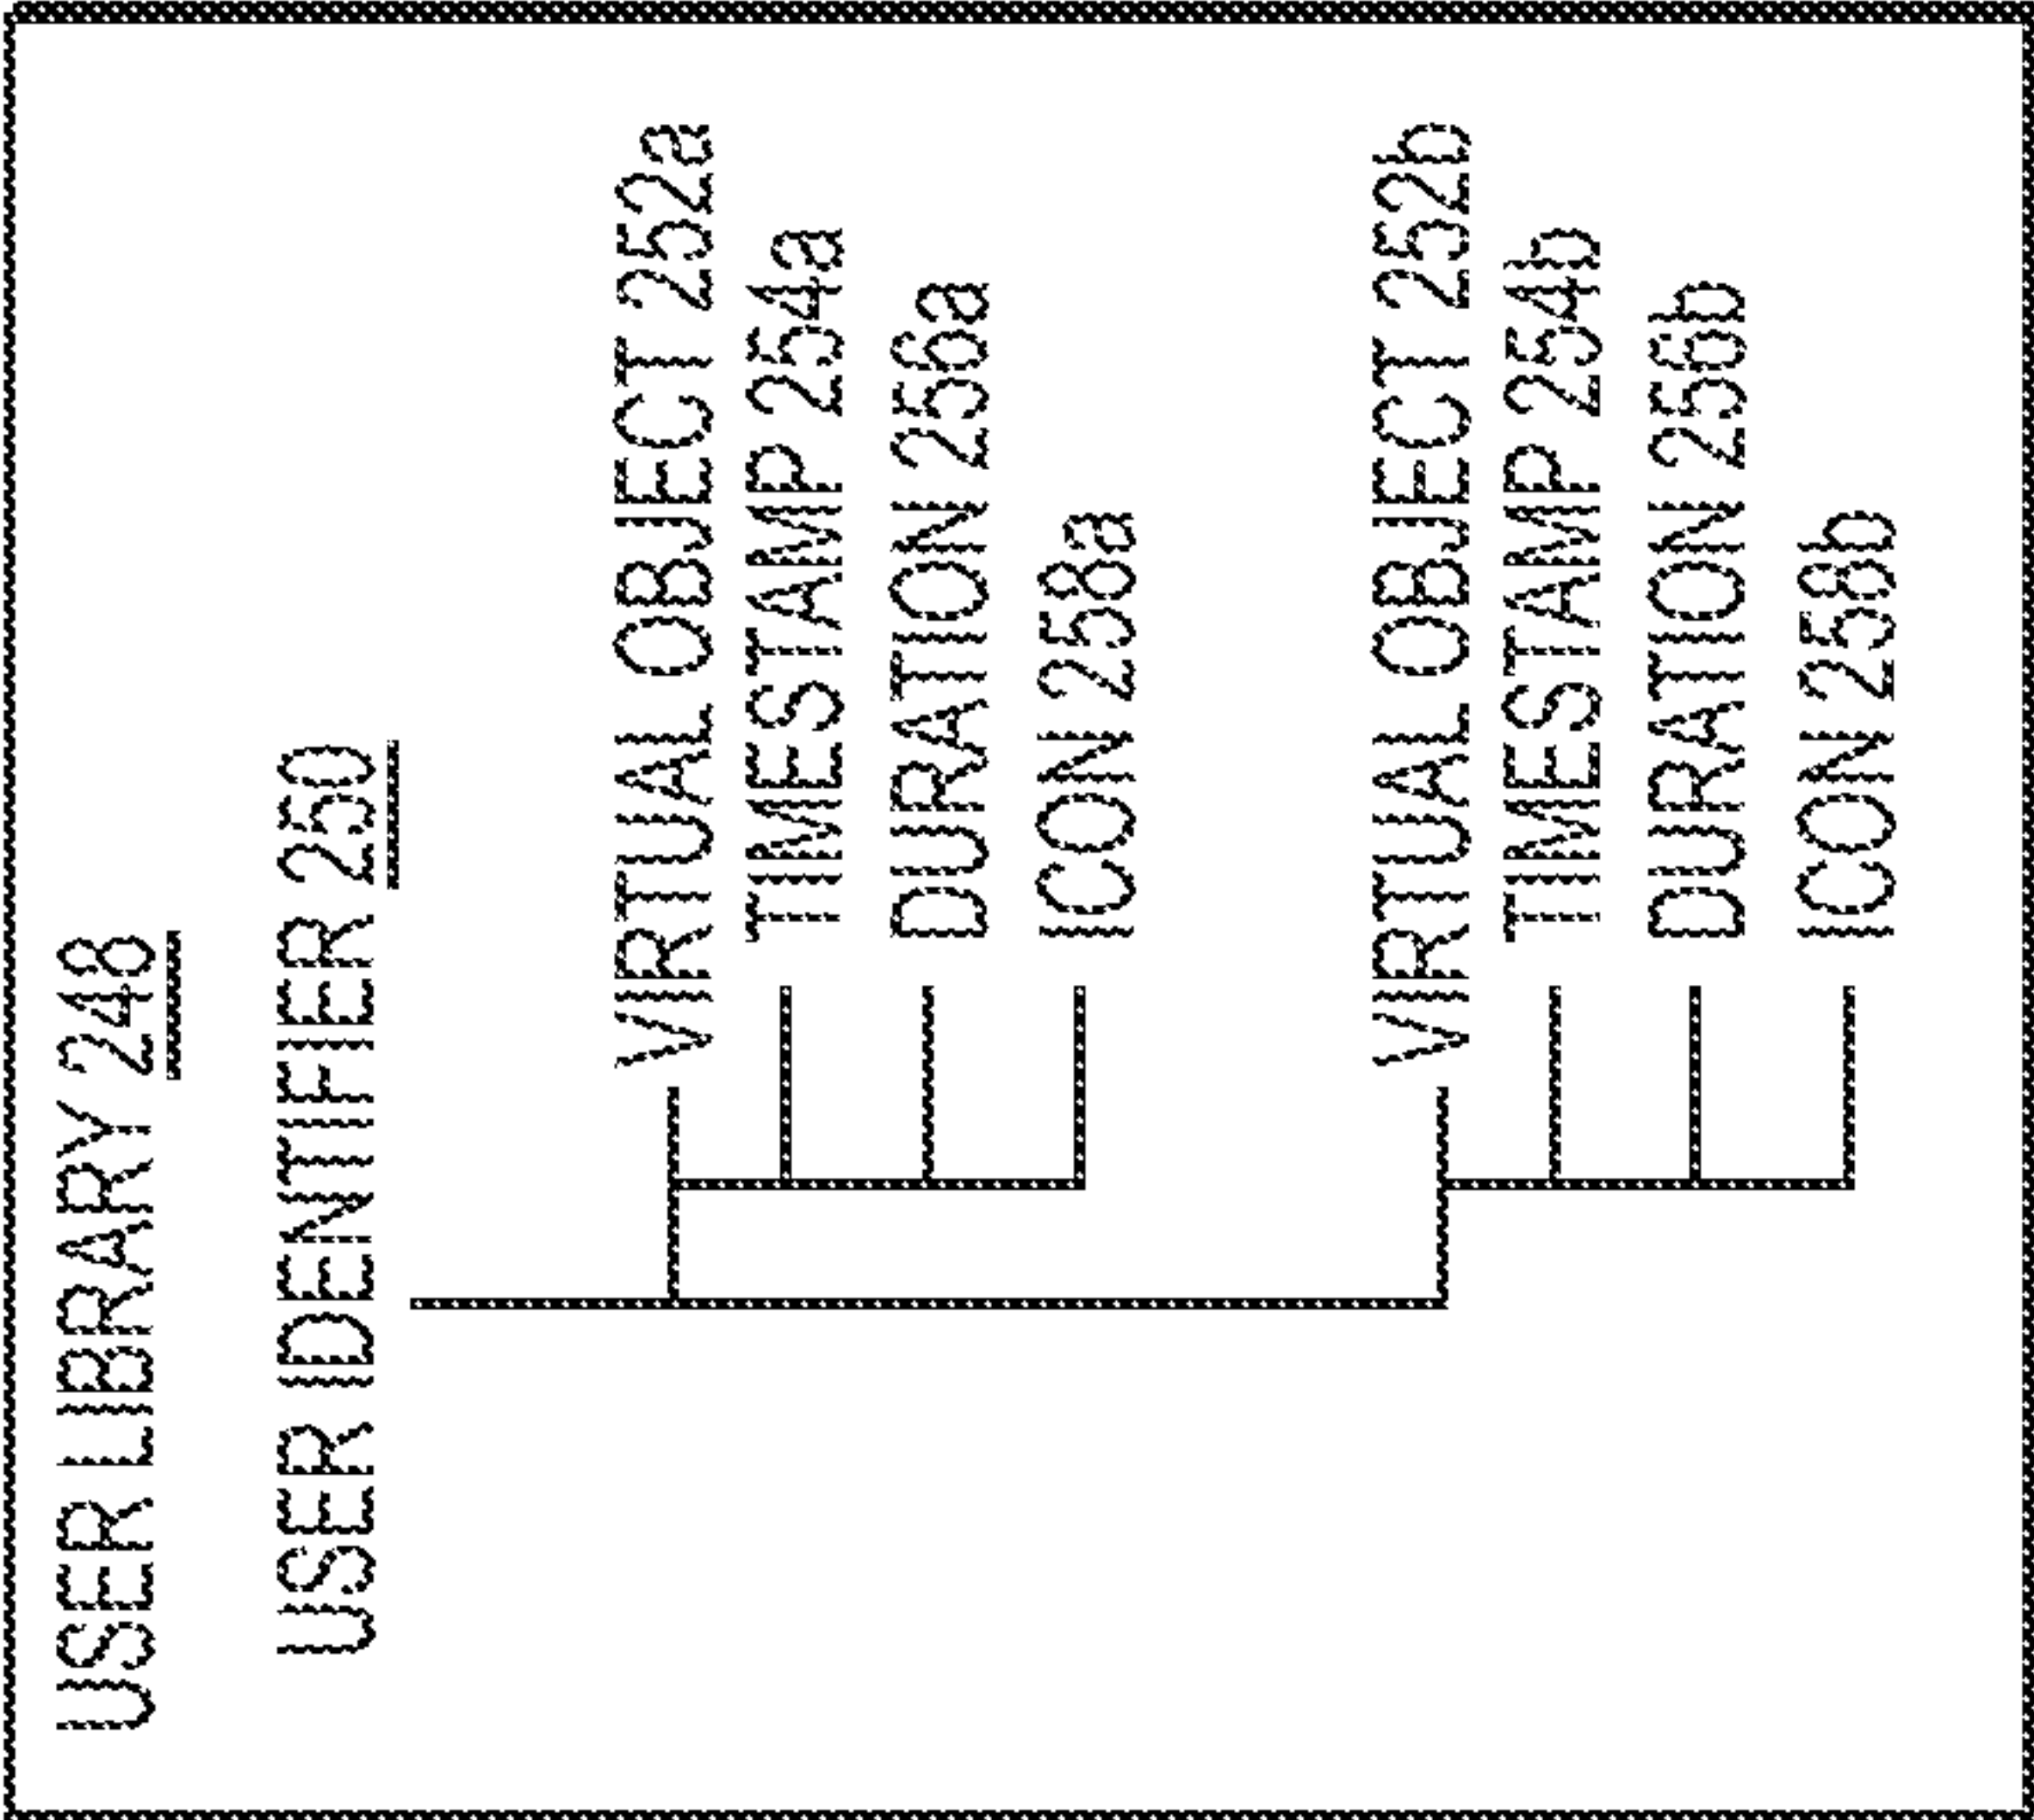 USER LIBRARY 248
USER IDENTIFIER 250
VIRTUAL OBJECT 252a
TIMESTAMP 254a
DURATION 256a
ICON 258a
VIRTUAL OBJECT 252b
TIMESTAMP 254b
DURATION 256b
ICON 258b